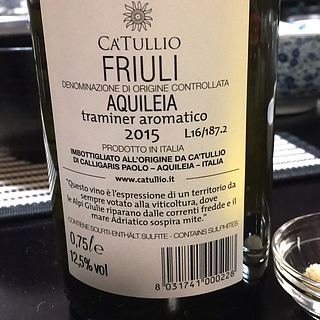 CA'TULLIO
FRIULI
DENOMINAZIONE DI ORIGINE CONTROLLATA
AQUILEIA
traminer aromatico
2015 L16/187.2
PRODOTTO IN ITALIA
IMBOTTIGLIATO ALL'ORIGINE DA CA'TULLIO
DI CALLIGARIS PAOLO - AQUILEIA - ITALIA
www.catullio.it
"Questo vino è l'espressione di un territorio da
sempre votato alla viticoltura, dove
le Alpi Giulie riparano dalle correnti fredde e il
mare Adriatico sospira mite."
CONTIENE SOLFITI-ENTHÄLT SULFITE - CONTAINS SULPHITES
0,75ℓe
12,5% vol
8 031741 000228